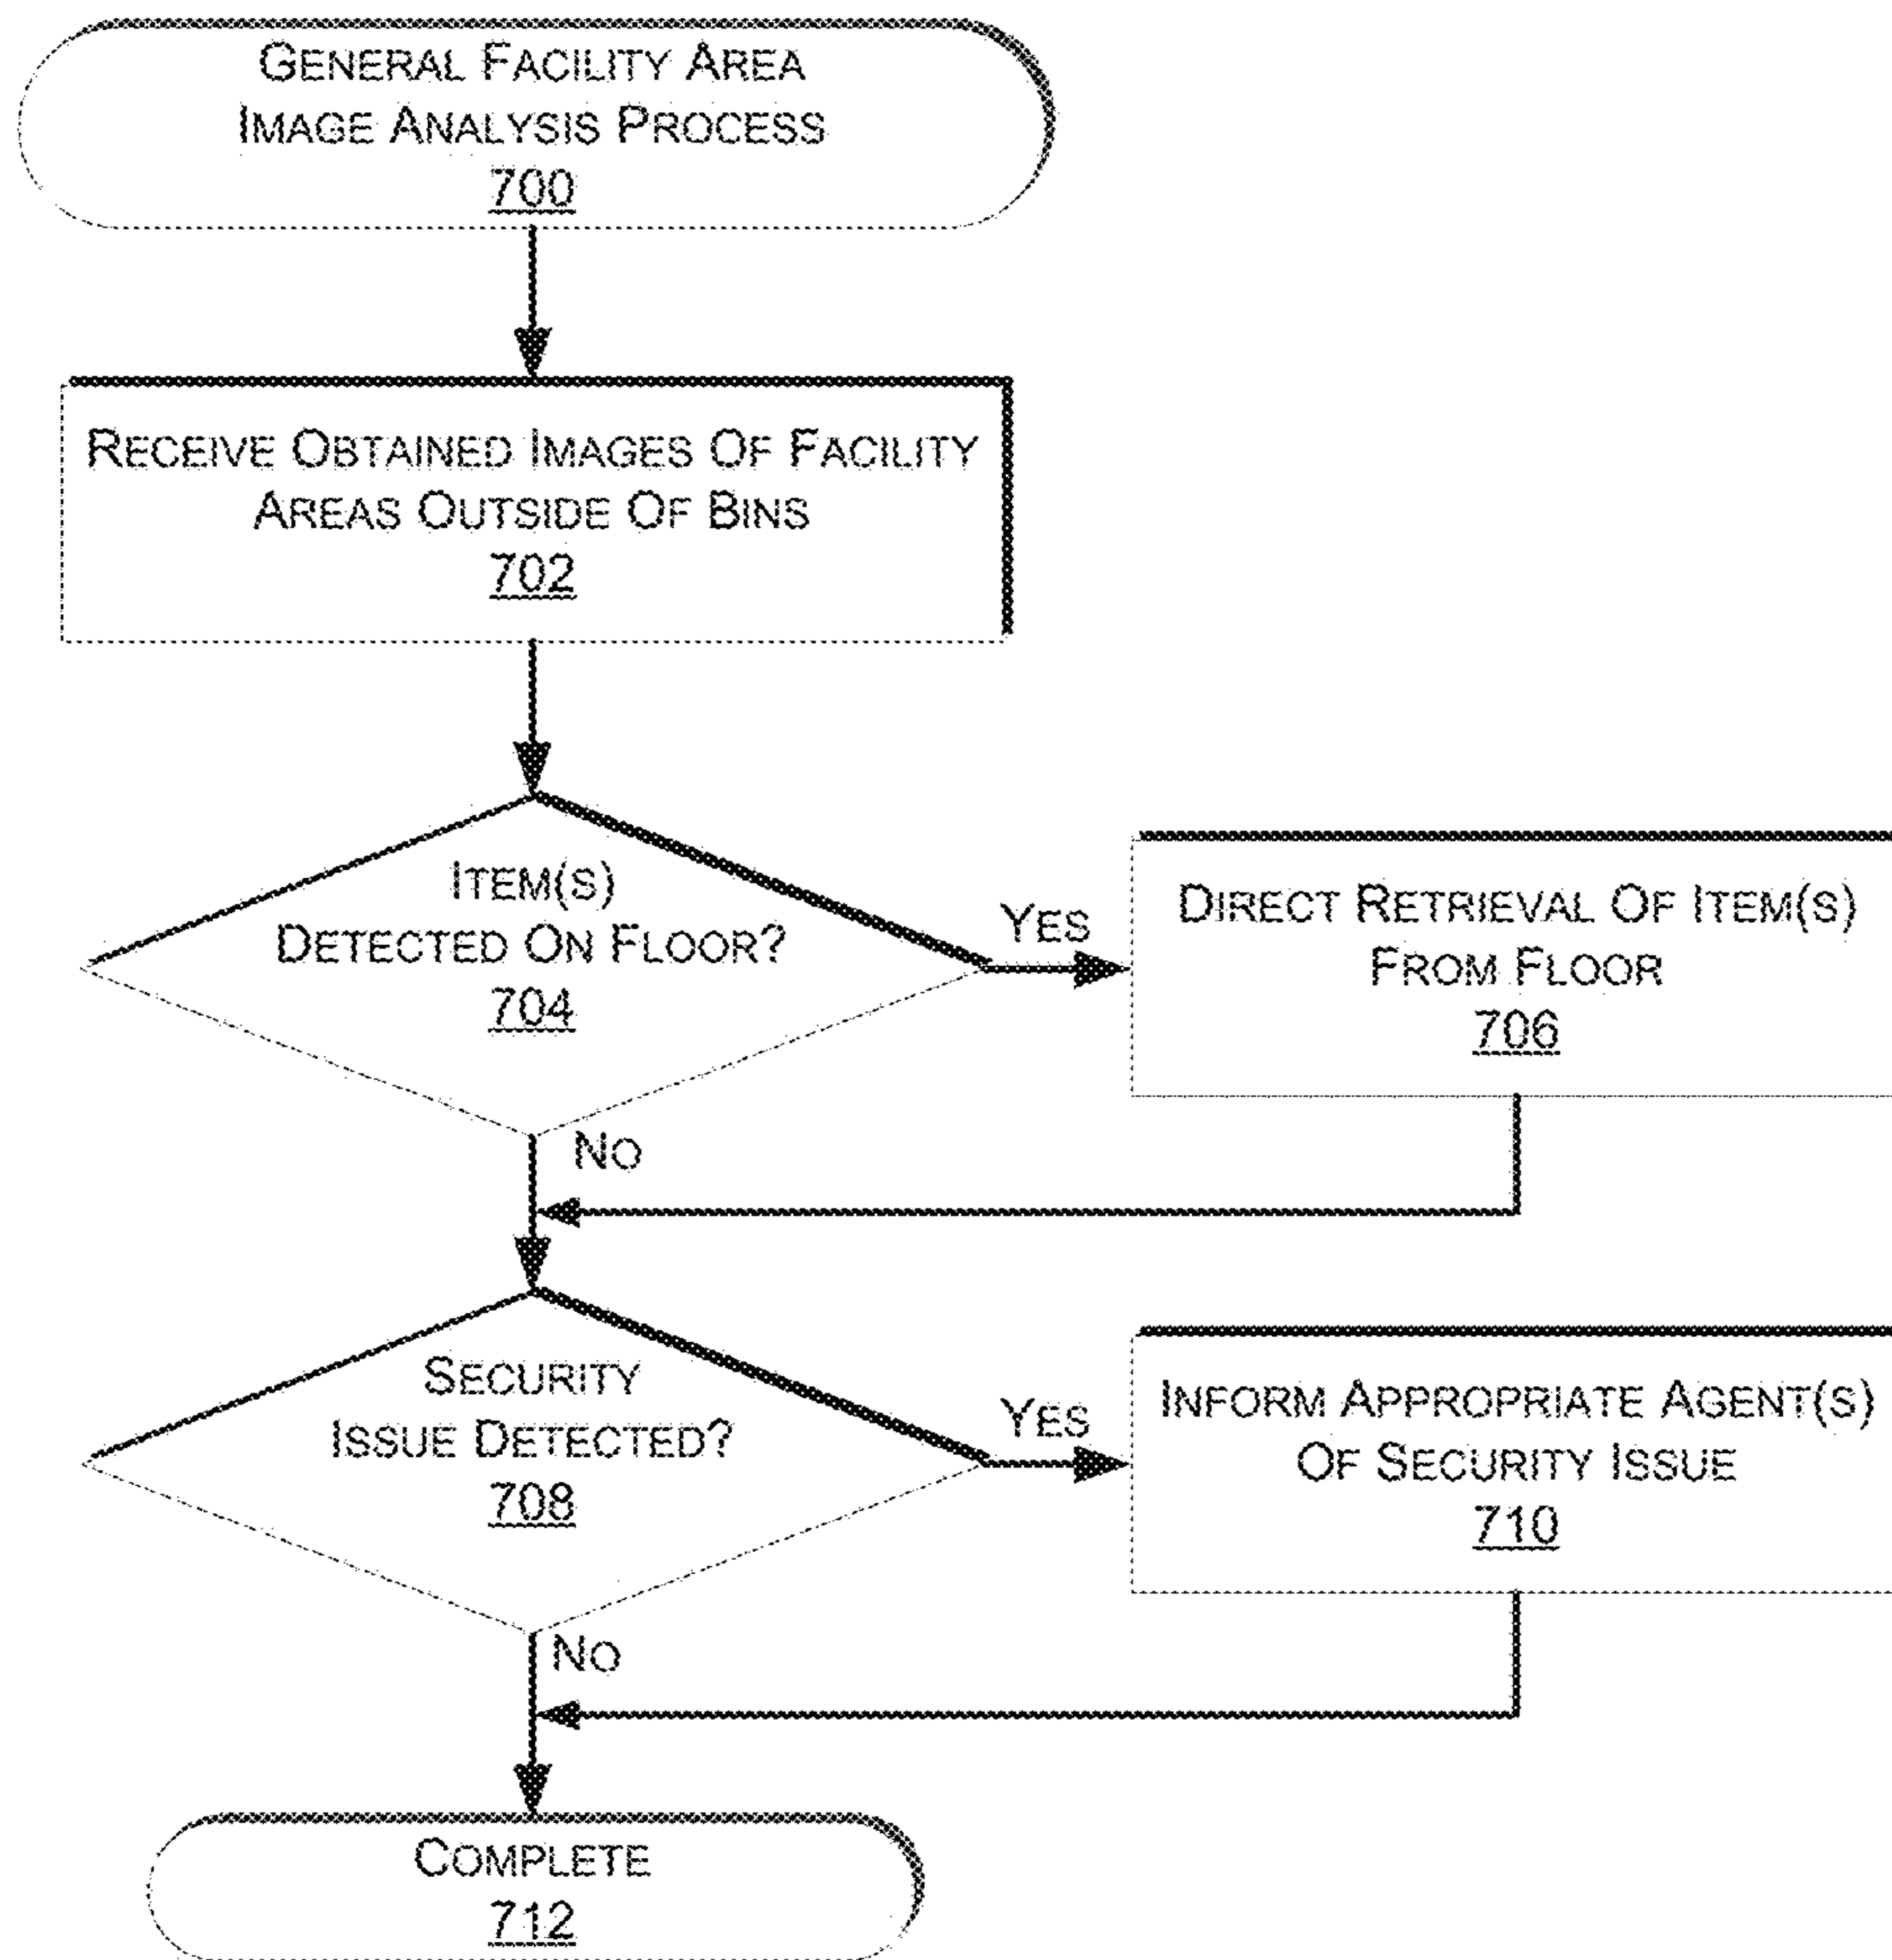 GENERAL FACILITY AREA
IMAGE ANALYSIS PROCESS
700
RECEIVE OBTAINED IMAGES OF FACILITY
AREAS OUTSIDE OF BINS
702
ITEM(S)
DETECTED ON FLOOR?
704
YES
DIRECT RETRIEVAL OF ITEM(S)
FROM FLOOR
706
NO
SECURITY
ISSUE DETECTED?
708
YES
INFORM APPROPRIATE AGENT(S)
OF SECURITY ISSUE
710
NO
COMPLETE
712